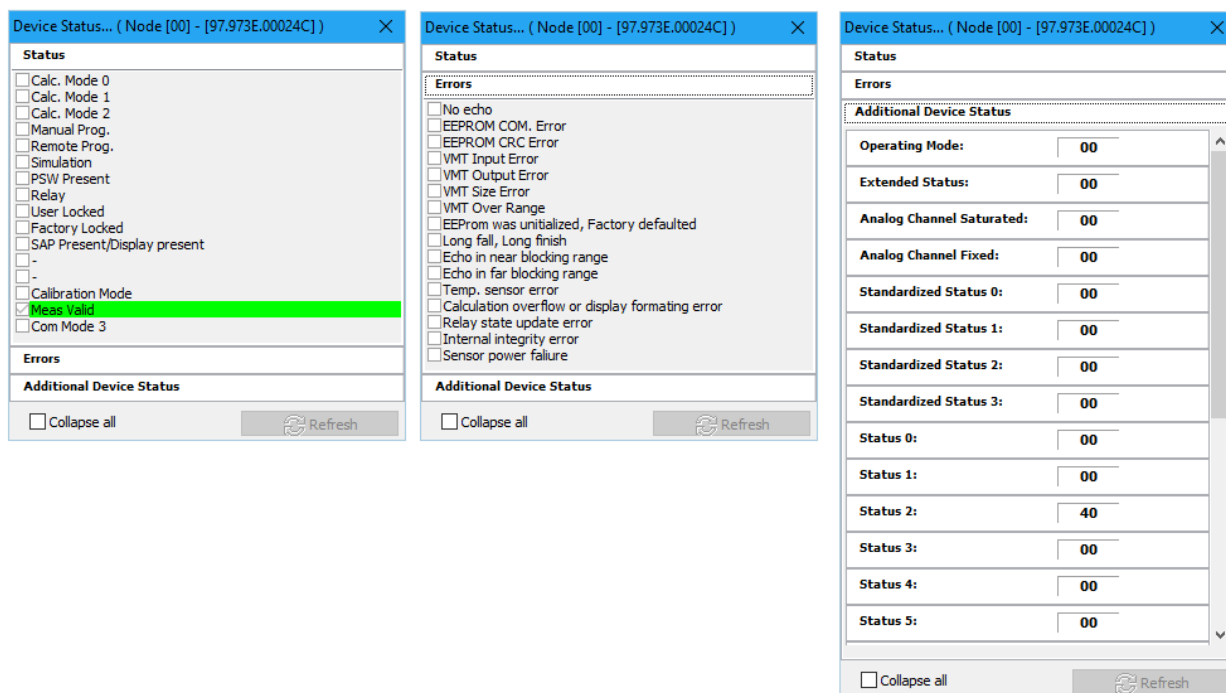 Device Status... ( Node [00] - [97.973E.00024C] )
Status
Calc. Mode 0
Calc. Mode 1
Calc. Mode 2
Manual Prog.
Remote Prog.
Simulation
PSW Present
Relay
User Locked
Factory Locked
SAP Present/Display present
-
-
Calibration Mode
Meas Valid
Com Mode 3
Errors
Additional Device Status
Collapse all
Refresh
Device Status... ( Node [00] - [97.973E.00024C] )
Status
Errors
No echo
EEPROM COM. Error
EEPROM CRC Error
VMT Input Error
VMT Output Error
VMT Size Error
VMT Over Range
EEProm was unitialized, Factory defaulted
Long fall, Long finish
Echo in near blocking range
Echo in far blocking range
Temp. sensor error
Calculation overflow or display formating error
Relay state update error
Internal integrity error
Sensor power faliure
Additional Device Status
Collapse all
Refresh
Device Status... ( Node [00] - [97.973E.00024C] )
Status
Errors
Additional Device Status
Operating Mode: 00
Extended Status: 00
Analog Channel Saturated: 00
Analog Channel Fixed: 00
Standardized Status 0: 00
Standardized Status 1: 00
Standardized Status 2: 00
Standardized Status 3: 00
Status 0: 00
Status 1: 00
Status 2: 40
Status 3: 00
Status 4: 00
Status 5: 00
Collapse all
Refresh